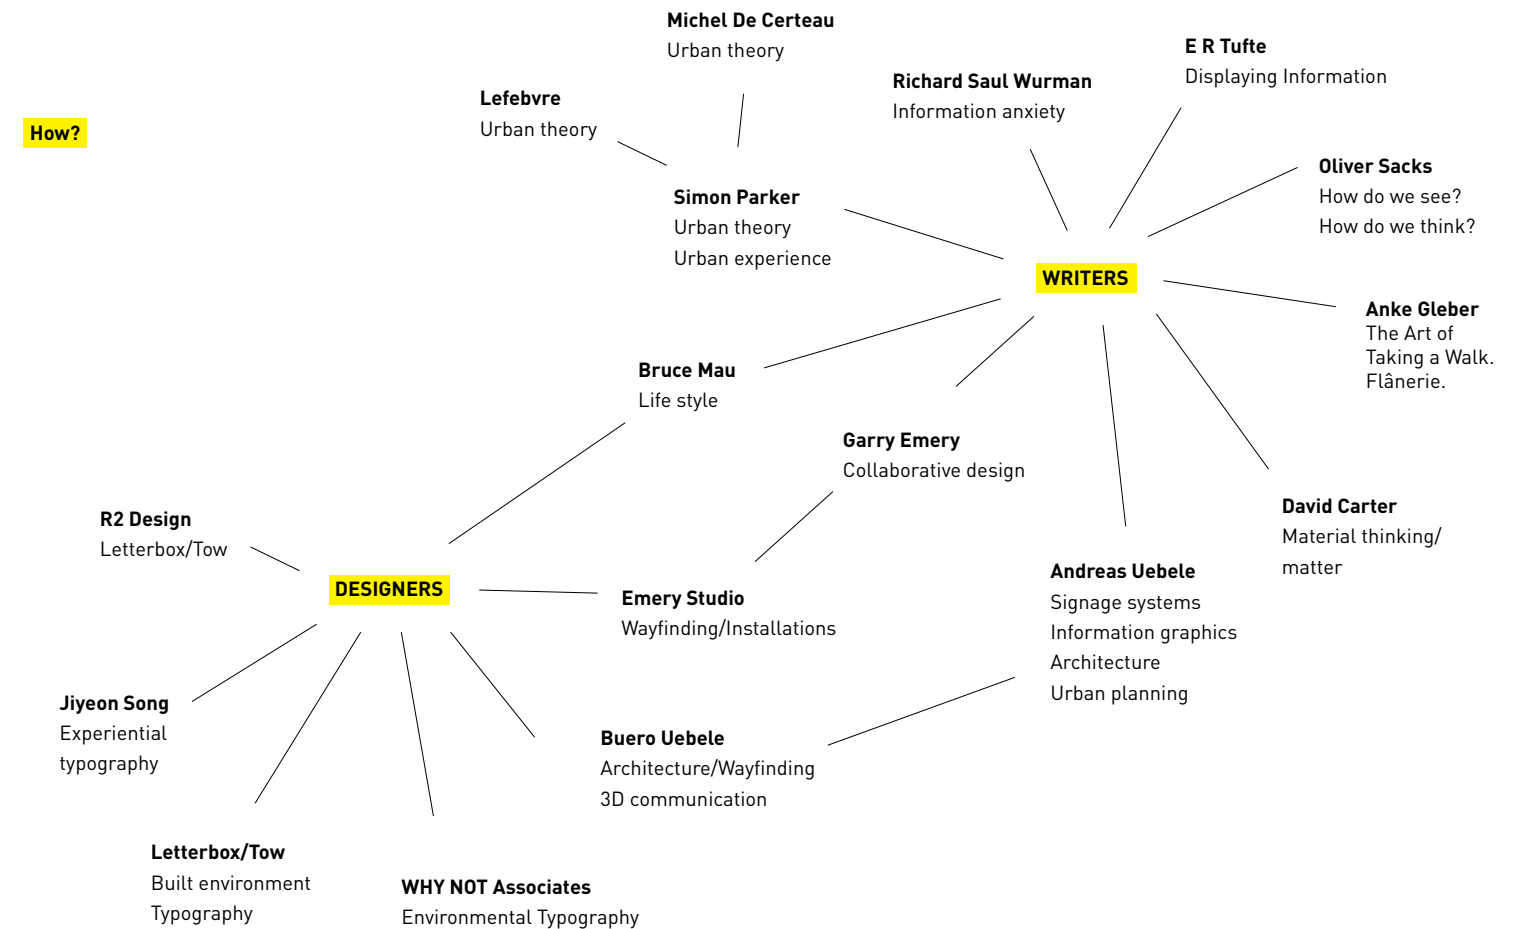 How?
Michel De Certeau
Urban theory
Lefebvre
Urban theory
Simon Parker
Urban theory
Urban experience
Richard Saul Wurman
Information anxiety
E R Tufte
Displaying Information
Oliver Sacks
How do we see?
How do we think?
WRITERS
Anke Gleber
The Art of
Taking a Walk.
Flânerie.
Bruce Mau
Life style
Garry Emery
Collaborative design
David Carter
Material thinking/
matter
Andreas Uebele
Signage systems
Information graphics
Architecture
Urban planning
R2 Design
Letterbox/Tow
DESIGNERS
Emery Studio
Wayfinding/Installations
Jiyeon Song
Experiential
typography
Buero Uebele
Architecture/Wayfinding
3D communication
Letterbox/Tow
Built environment
Typography
WHY NOT Associates
Environmental Typography